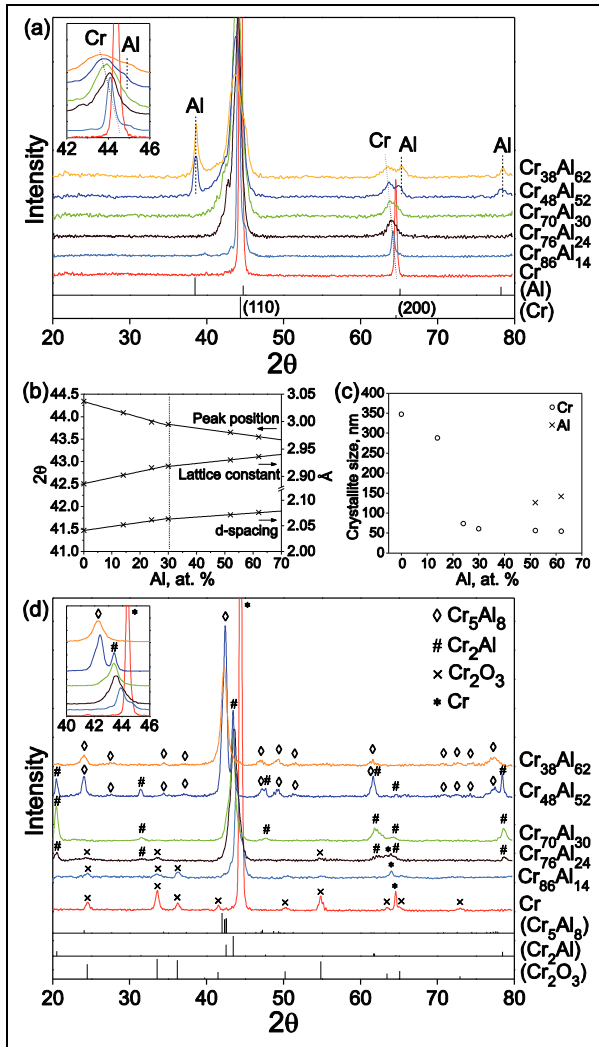 (a)
Cr
Al
42 44 46
Al
Cr
Al
Al
Intensity
Cr38Al62
Cr48Al52
Cr70Al30
Cr76Al24
Cr86Al14
Cr
(Al)
(110)
(200)
(Cr)
20 30 40 50 60 70 80
2θ
(b)
44.5
44.0
43.5
43.0
42.5
42.0
41.5
41.0
2θ
Peak position
Lattice constant
d-spacing
3.05
3.00
2.95
2.90
2.10
2.05
2.00
Å
0 10 20 30 40 50 60 70
Al, at. %
(c)
Crystallite size, nm
400
350
300
250
200
150
100
50
0
○ Cr
× Al
0 10 20 30 40 50 60 70
Al, at. %
(d)
◊
*
#
40 42 44 46
◊
*
#
◊ Cr5Al8
# Cr2Al
× Cr2O3
* Cr
Intensity
Cr38Al62
Cr48Al52
Cr70Al30
Cr76Al24
Cr86Al14
Cr
(Cr5Al8)
(Cr2Al)
(Cr2O3)
20 30 40 50 60 70 80
2θ